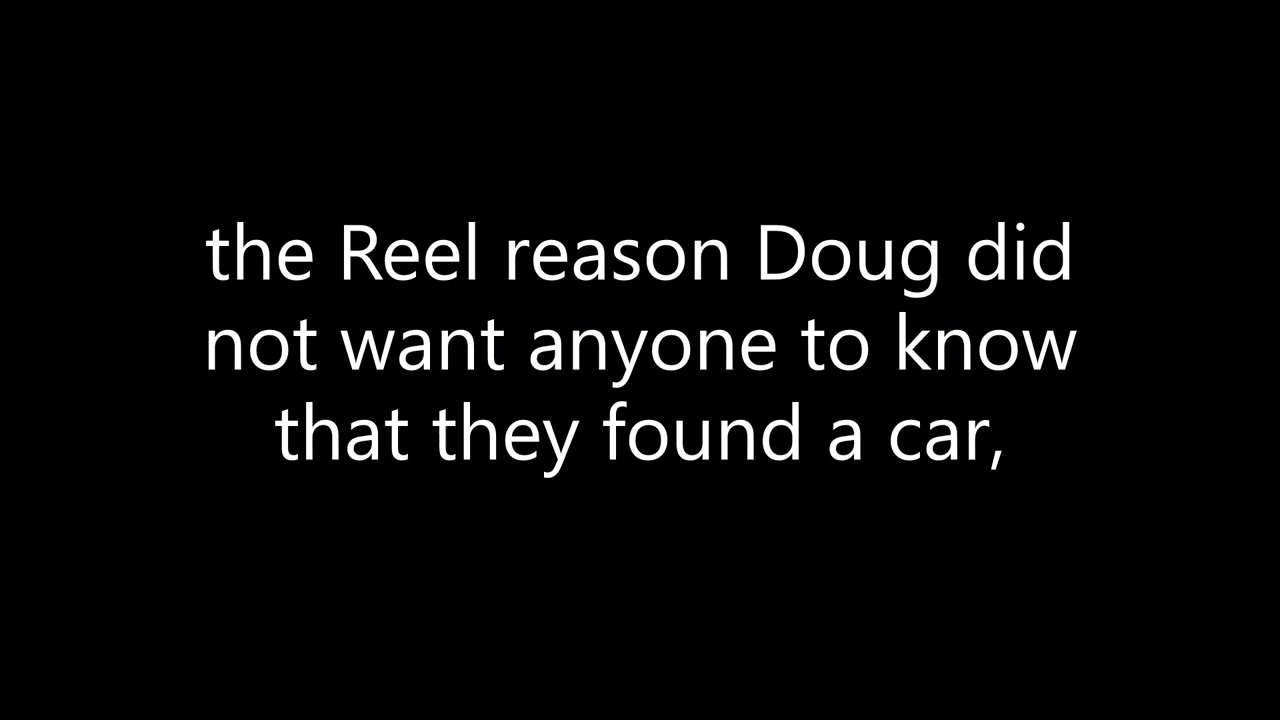 the Reel reason Doug did
not want anyone to know
that they found a car,